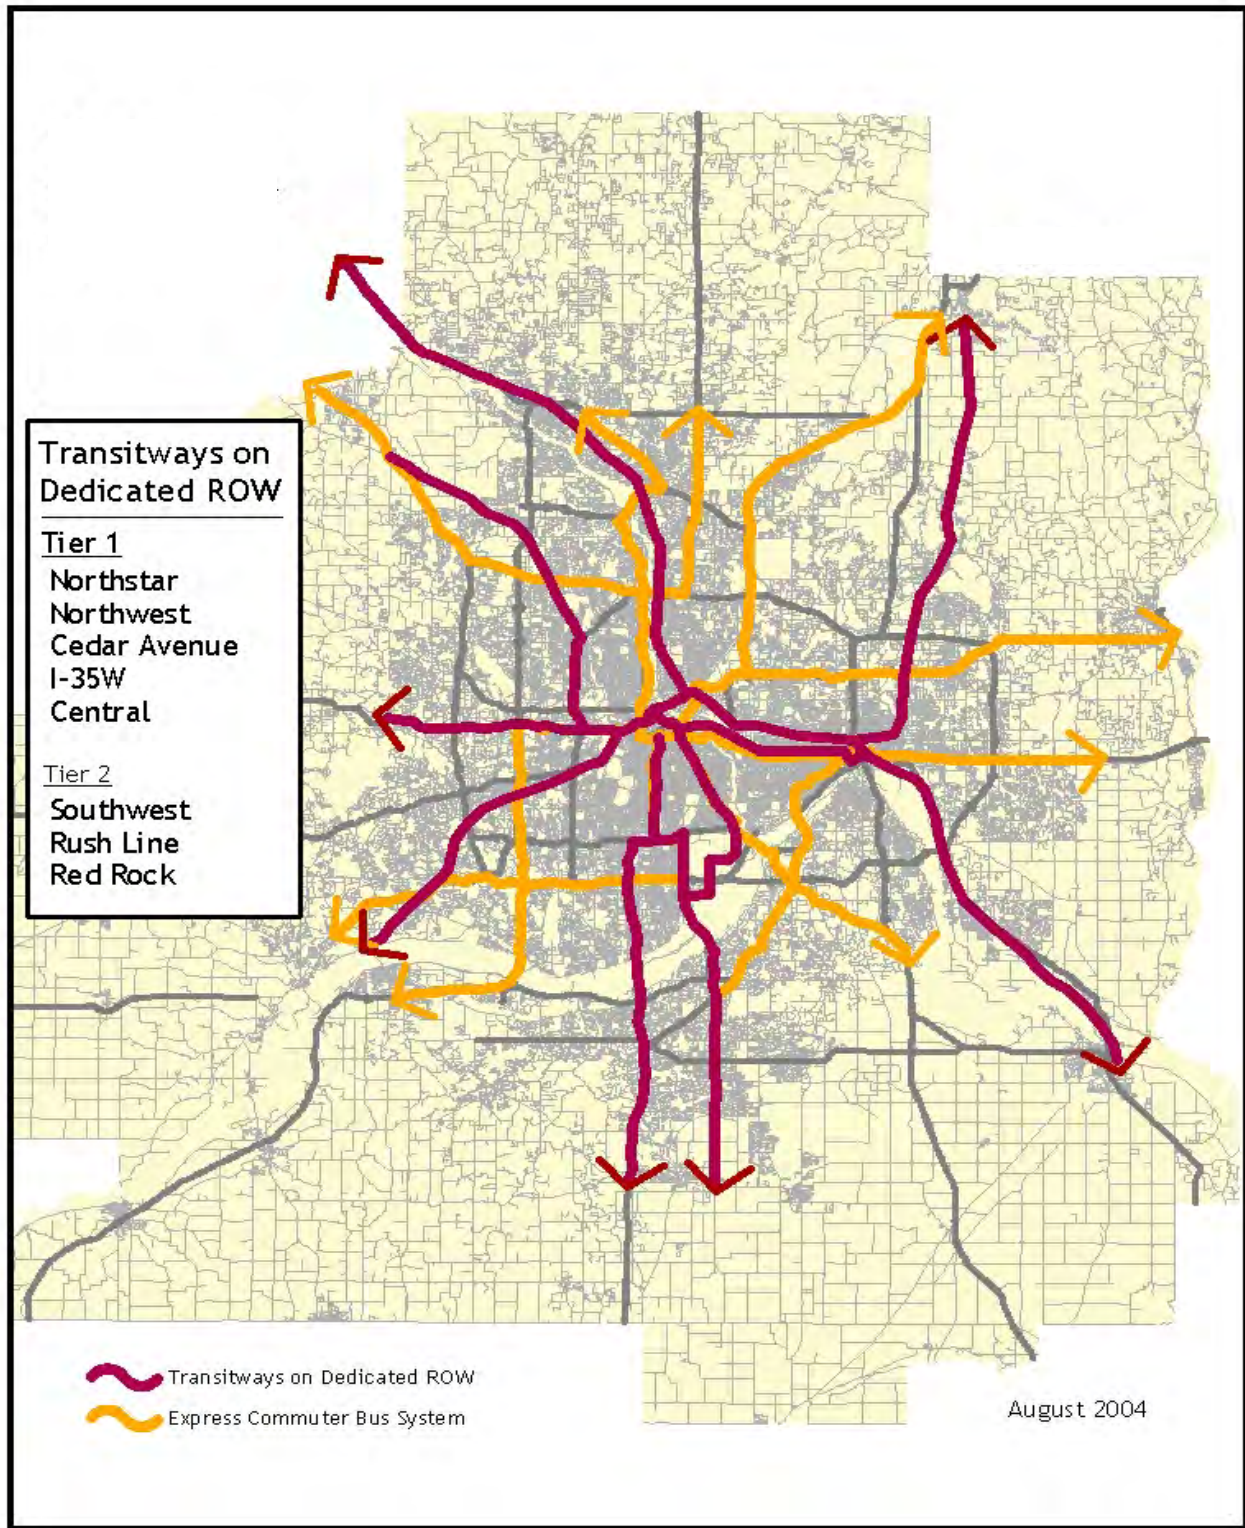 Transitways on
Dedicated ROW
Tier 1
Northstar
Northwest
Cedar Avenue
I-35W
Central
Tier 2
Southwest
Rush Line
Red Rock
Transitways on Dedicated ROW
Express Commuter Bus System
August 2004